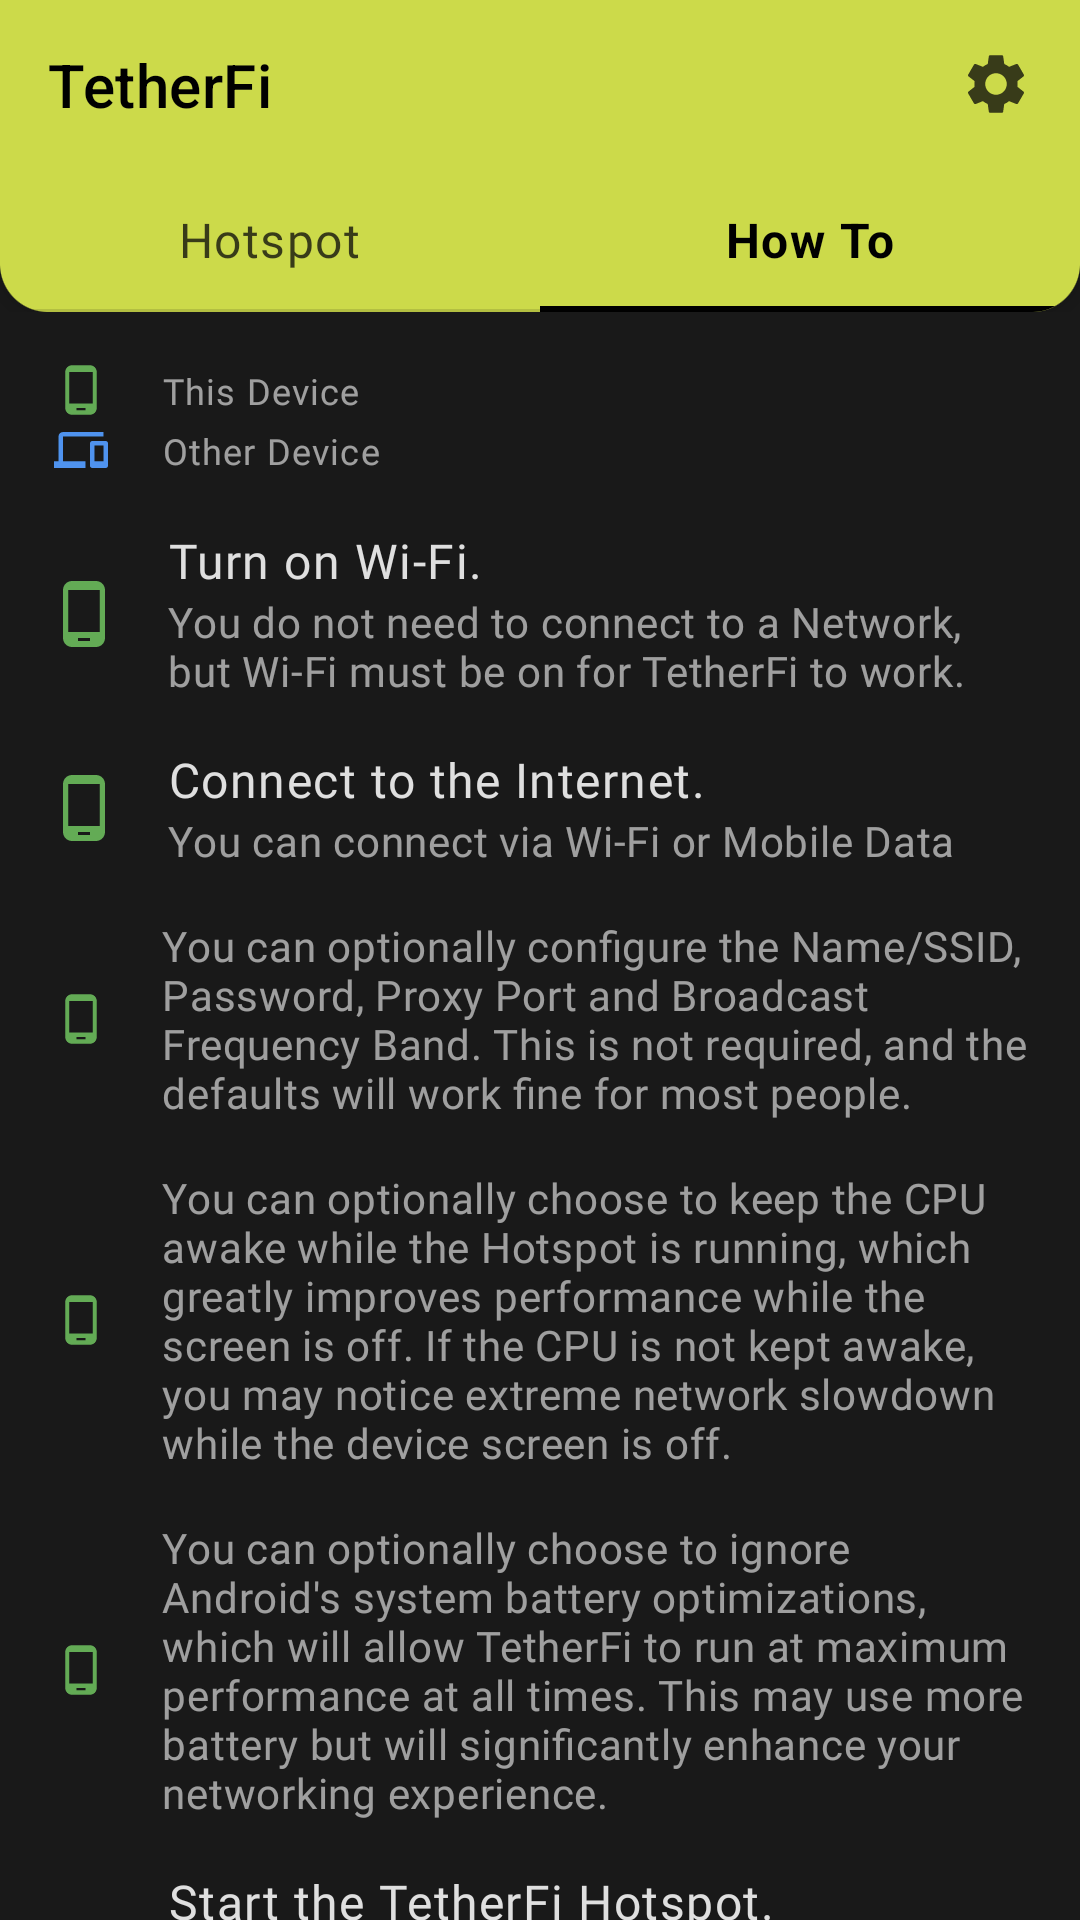 TetherFi
Hotspot
How To
This Device
Other Device
Turn on Wi-Fi.
You do not need to connect to a Network,
but Wi-Fi must be on for TetherFi to work.
Connect to the Internet.
You can connect via Wi-Fi or Mobile Data
You can optionally configure the Name/SSID,
Password, Proxy Port and Broadcast
Frequency Band. This is not required, and the
defaults will work fine for most people.
You can optionally choose to keep the CPU
awake while the Hotspot is running, which
greatly improves performance while the
screen is off. If the CPU is not kept awake,
you may notice extreme network slowdown
while the device screen is off.
You can optionally choose to ignore
Android's system battery optimizations,
which will allow TetherFi to run at maximum
performance at all times. This may use more
battery but will significantly enhance your
networking experience.
Start the TetherFi Hotspot.